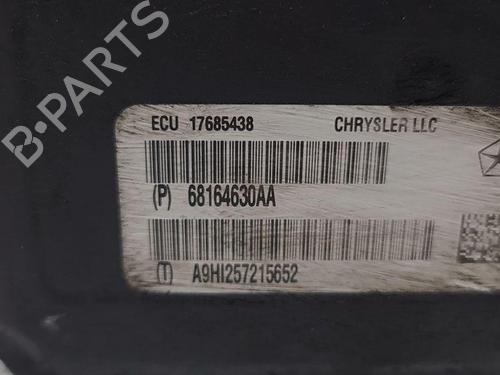 B-PARTS
ECU 17685438 CHRYSLER LLC
(P) 68164630AA
(T) A9HI257215652